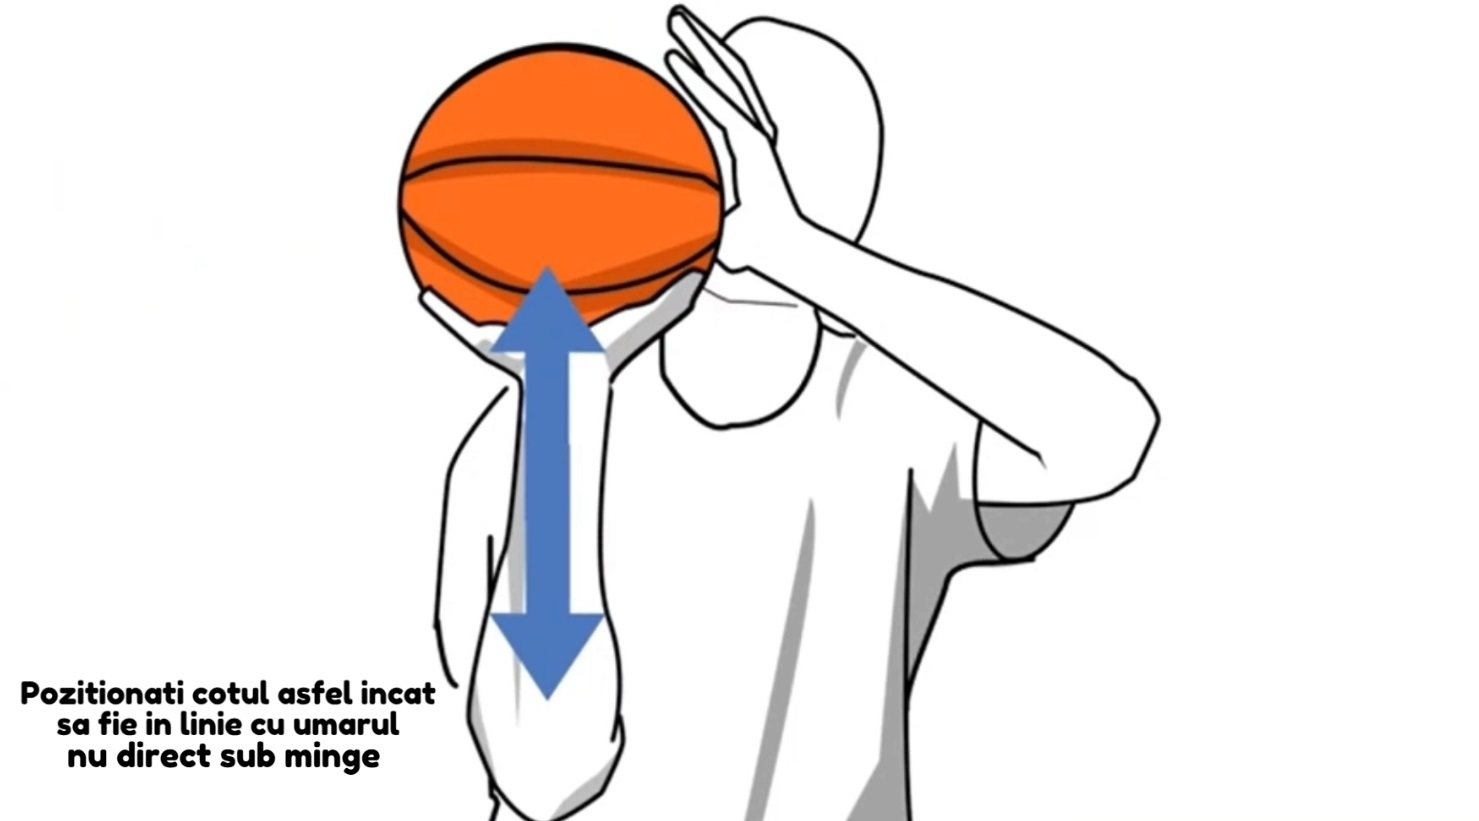 Pozitionati cotul asfel incat
sa fie in linie cu umarul
nu direct sub minge